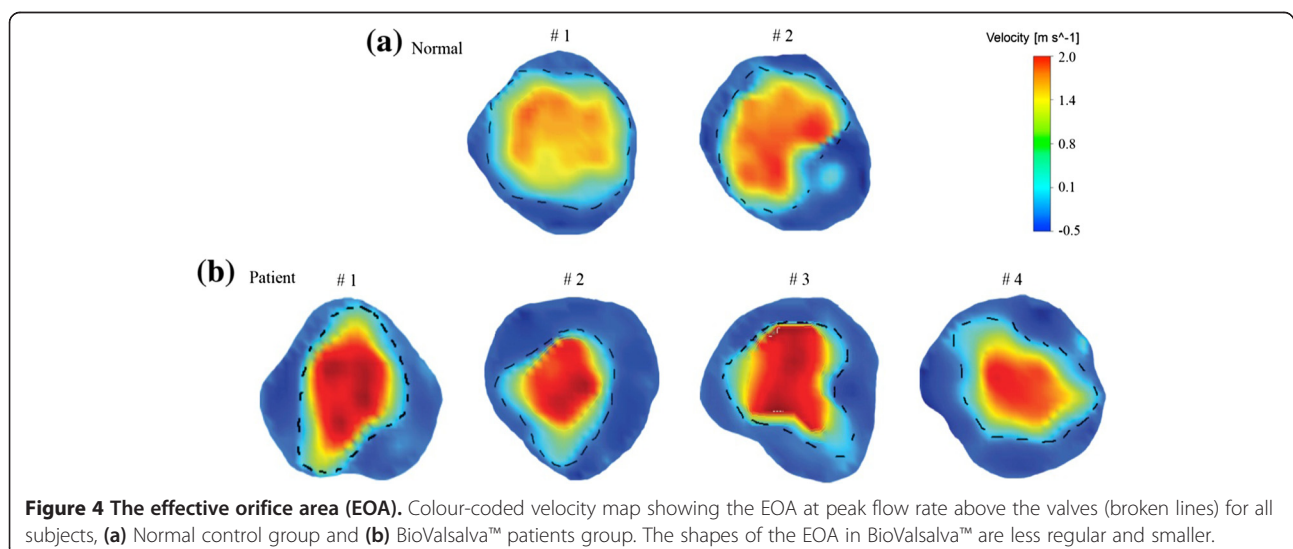 (a) Normal
# 1
# 2
Velocity [m s^-1]
2.0
1.4
0.8
0.1
-0.5
(b) Patient
# 1
# 2
# 3
# 4
Figure 4 The effective orifice area (EOA). Colour-coded velocity map showing the EOA at peak flow rate above the valves (broken lines) for all
subjects, (a) Normal control group and (b) BioValsalva™ patients group. The shapes of the EOA in BioValsalva™ are less regular and smaller.